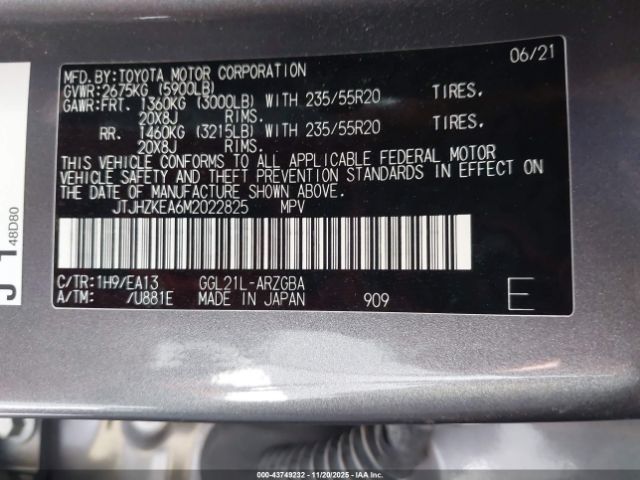 MFD.BY:TOYOTA MOTOR CORPORATION 06/21
GVWR:2675KG (5900LB)
GAWR:FRT. 1360KG (3000LB) WITH 235/55R20 TIRES.
20X8J RIMS.
RR. 1460KG (3215LB) WITH 235/55R20 TIRES.
20X8J RIMS.
THIS VEHICLE CONFORMS TO ALL APPLICABLE FEDERAL MOTOR
VEHICLE SAFETY AND THEFT PREVENTION STANDARDS IN EFFECT ON
THE DATE OF MANUFACTURE SHOWN ABOVE.
JTJHZKEA6M2022825 MPV
C/TR:1H9/EA13 GGL21L-ARZGBA
A/TM: /U881E MADE IN JAPAN 909 E
48D80
000-43749232 - 11/20/2025 - IAA Inc.